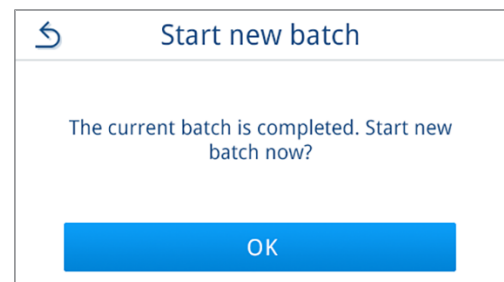 Start new batch
The current batch is completed. Start new
batch now?
OK